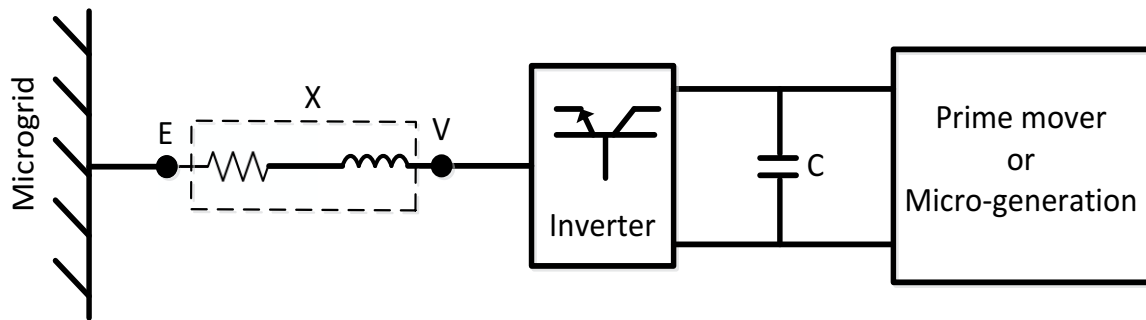 Microgrid
E
X
V
Inverter
C
Prime mover
or
Micro-generation